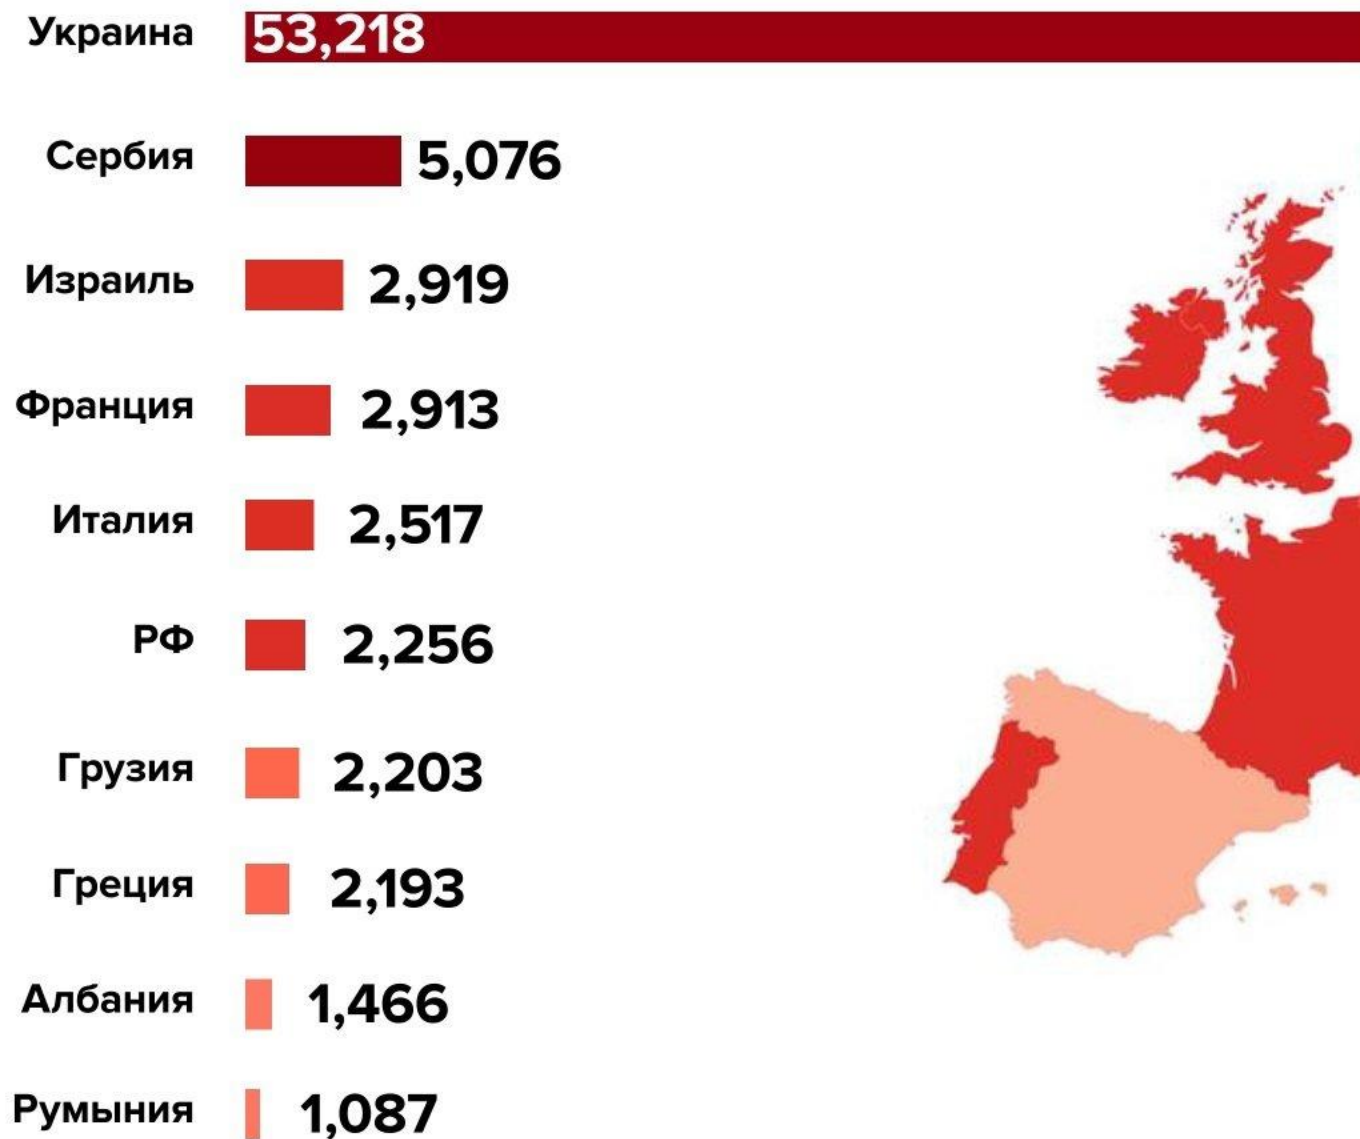 Украина 53,218
Сербия 5,076
Израиль 2,919
Франция 2,913
Италия 2,517
РФ 2,256
Грузия 2,203
Греция 2,193
Албания 1,466
Румыния 1,087